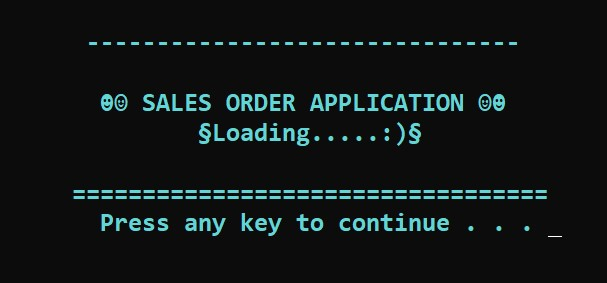 -------------------------------
☻☺ SALES ORDER APPLICATION ☺☻
§Loading.....:)§
==================================
Press any key to continue . . . _